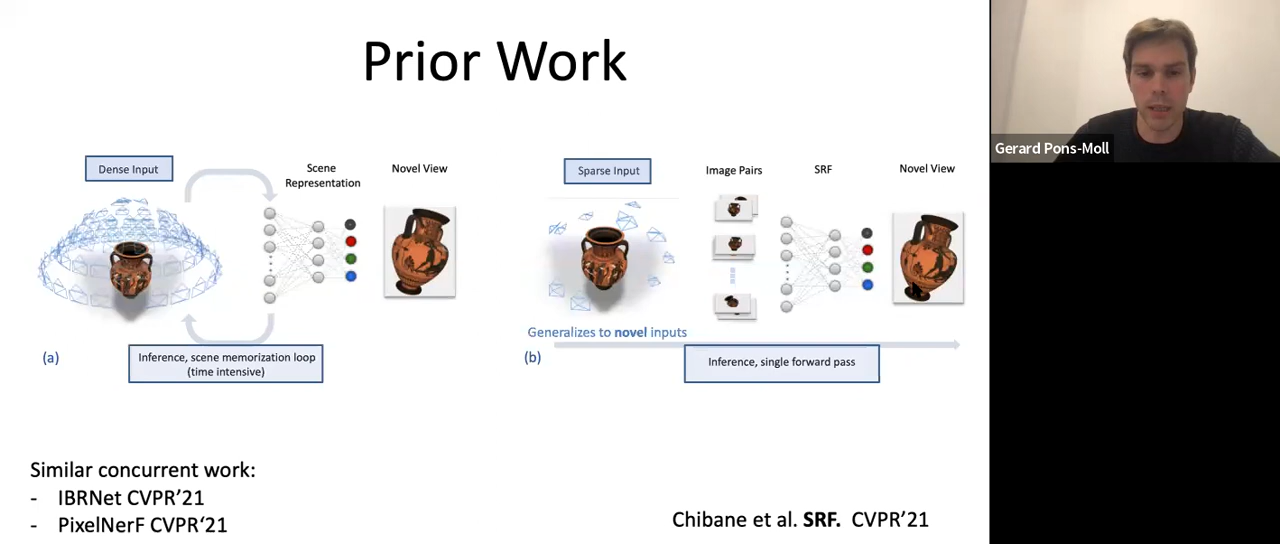 Prior Work
Dense Input
Scene
Representation
Novel View
Inference, scene memorization loop
(time intensive)
(a)
Sparse Input
Image Pairs
SRF
Novel View
Generalizes to novel inputs
(b)
Inference, single forward pass
Similar concurrent work:
- IBRNet CVPR'21
- PixelNerF CVPR‘21
Chibane et al. SRF. CVPR'21
Gerard Pons-Moll